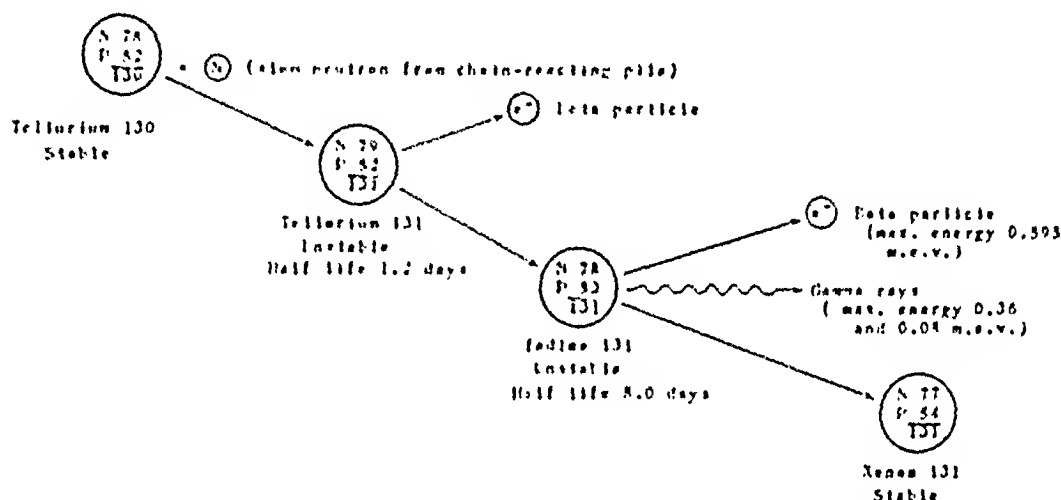 N 78
P 52
130
+ N (slow neutron from chain-reacting pile)
Tellurium 130
Stable
e- Beta particle
N 79
P 52
131
Tellurium 131
Unstable
Half life 1.2 days
e- Beta particle
(max. energy 0.595
m.e.v.)
N 78
P 53
131
Gamma rays
( max. energy 0.36
and 0.08 m.e.v.)
Iodine 131
Unstable
Half life 8.0 days
N 77
P 54
131
Xenon 131
Stable